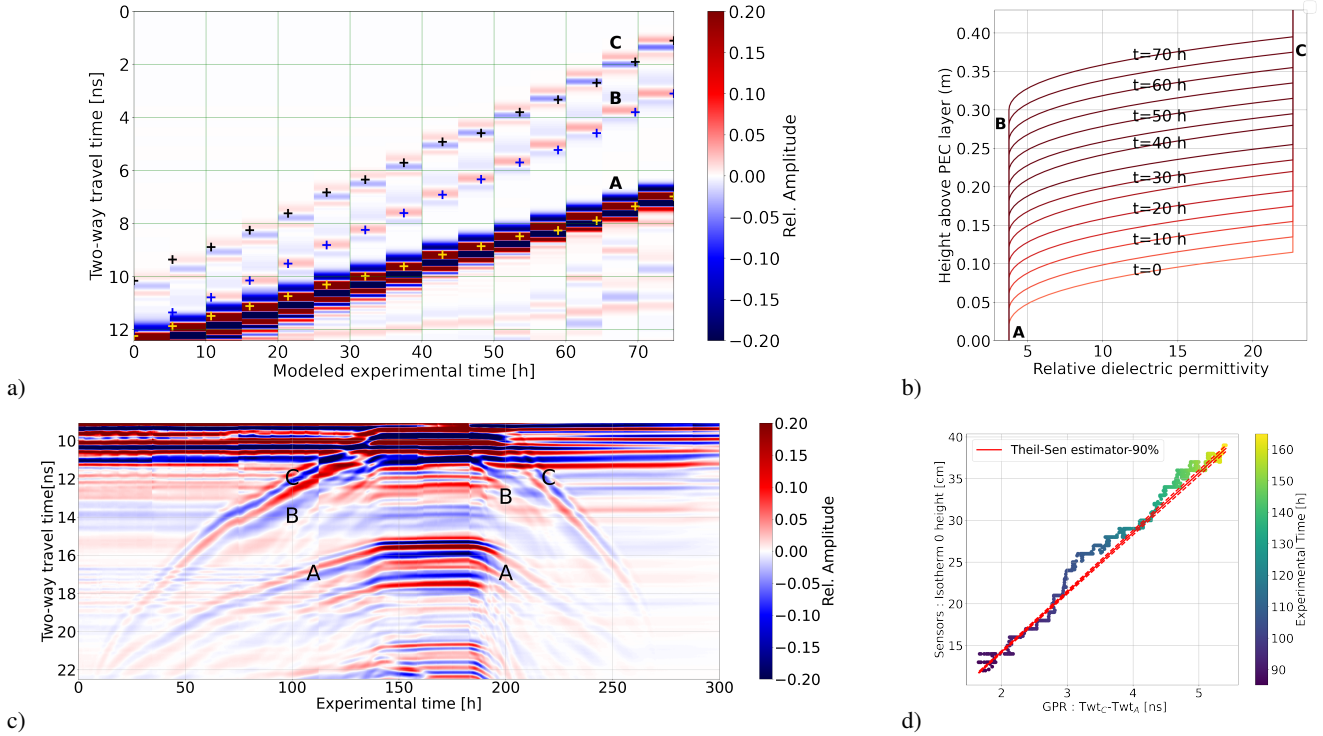 0
2
4
6
8
10
12
Two-way travel time [ns]
C
B
A
0 10 20 30 40 50 60 70
Modeled experimental time [h]
0.20
0.15
0.10
0.05
0.00
−0.05
−0.10
−0.15
−0.20
Rel. Amplitude
a)
0.40
0.35
0.30
0.25
0.20
0.15
0.10
0.05
0.00
Height above PEC layer (m)
t=70 h
t=60 h
t=50 h
t=40 h
t=30 h
t=20 h
t=10 h
t=0
C
B
A
5 10 15 20
Relative dielectric permittivity
b)
10
12
14
16
18
20
22
Two-way travel time[ns]
C
B
A
C
B
A
0 50 100 150 200 250 300
Experimental time [h]
0.20
0.15
0.10
0.05
0.00
−0.05
−0.10
−0.15
−0.20
Rel. Amplitude
c)
40
35
30
25
20
15
Sensors : Isotherm 0 height [cm]
Theil-Sen estimator-90%
2 3 4 5
GPR : Twt_C-Twt_A [ns]
160
150
140
130
120
110
100
90
Experimental Time [h]
d)